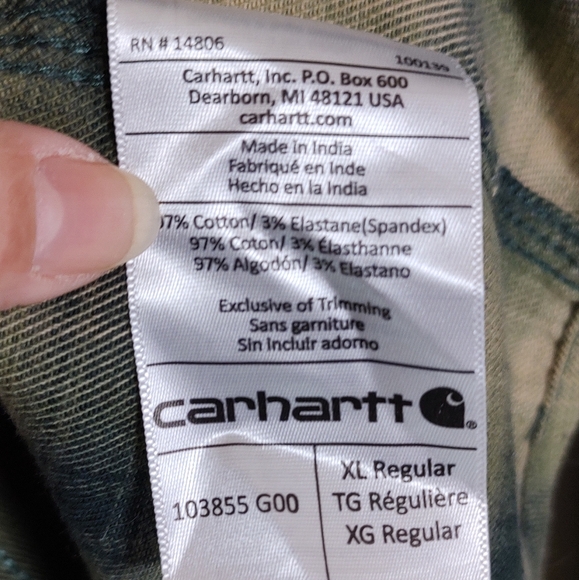 RN # 14806
100139
Carhartt, Inc. P.O. Box 600
Dearborn, MI 48121 USA
carhartt.com
Made in India
Fabriqué en Inde
Hecho en la India
7% Cotton/ 3% Elastane(Spandex)
97% Coton/ 3% Élasthanne
97% Algodón/ 3% Elastano
Exclusive of Trimming
Sans garniture
Sin incluir adorno
carhartt ®
103855 G00
XL Regular
TG Régulière
XG Regular